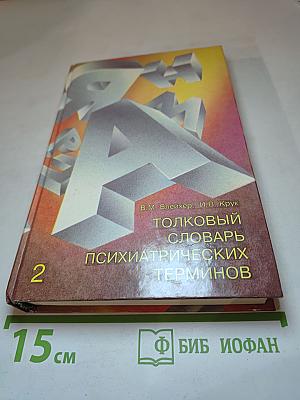 В.М. Блейхер, И.В. Крук
ТОЛКОВЫЙ
СЛОВАРЬ
ПСИХИАТРИЧЕСКИХ
ТЕРМИНОВ
2
15 см
Ф БИБ ИОФАН